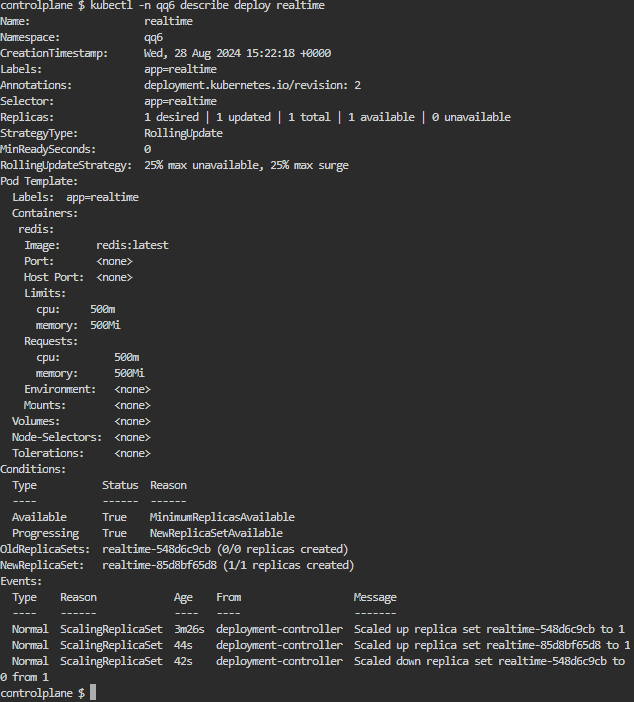 controlplane $ kubectl -n qq6 describe deploy realtime
Name:                   realtime
Namespace:              qq6
CreationTimestamp:      Wed, 28 Aug 2024 15:22:18 +0000
Labels:                 app=realtime
Annotations:            deployment.kubernetes.io/revision: 2
Selector:               app=realtime
Replicas:               1 desired | 1 updated | 1 total | 1 available | 0 unavailable
StrategyType:           RollingUpdate
MinReadySeconds:        0
RollingUpdateStrategy:  25% max unavailable, 25% max surge
Pod Template:
  Labels:  app=realtime
  Containers:
   redis:
    Image:      redis:latest
    Port:       <none>
    Host Port:  <none>
    Limits:
      cpu:     500m
      memory:  500Mi
    Requests:
      cpu:         500m
      memory:      500Mi
    Environment:   <none>
    Mounts:        <none>
  Volumes:         <none>
  Node-Selectors:  <none>
  Tolerations:     <none>
Conditions:
  Type           Status  Reason
  ----           ------  ------
  Available      True    MinimumReplicasAvailable
  Progressing    True    NewReplicaSetAvailable
OldReplicaSets:  realtime-548d6c9cb (0/0 replicas created)
NewReplicaSet:   realtime-85d8bf65d8 (1/1 replicas created)
Events:
  Type    Reason             Age    From                   Message
  ----    ------             ----   ----                   -------
  Normal  ScalingReplicaSet  3m26s  deployment-controller  Scaled up replica set realtime-548d6c9cb to 1
  Normal  ScalingReplicaSet  44s    deployment-controller  Scaled up replica set realtime-85d8bf65d8 to 1
  Normal  ScalingReplicaSet  42s    deployment-controller  Scaled down replica set realtime-548d6c9cb to
0 from 1
controlplane $